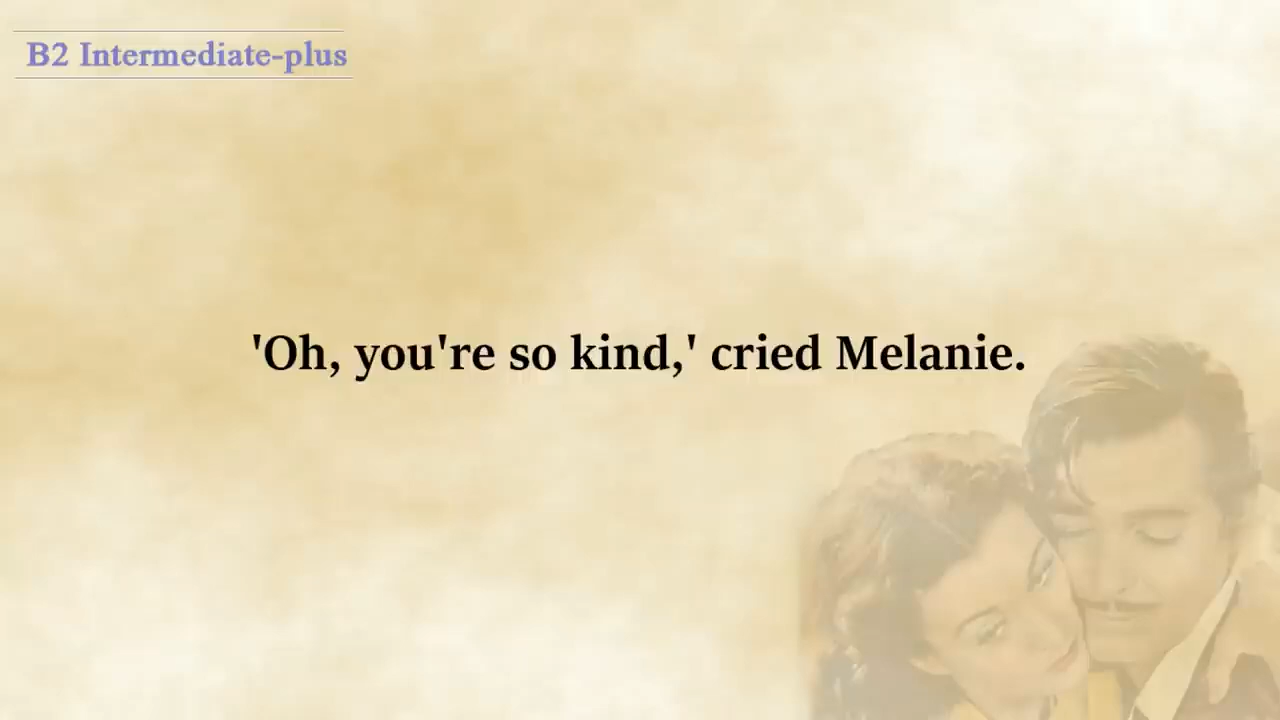 B2 Intermediate-plus
'Oh, you're so kind,' cried Melanie.